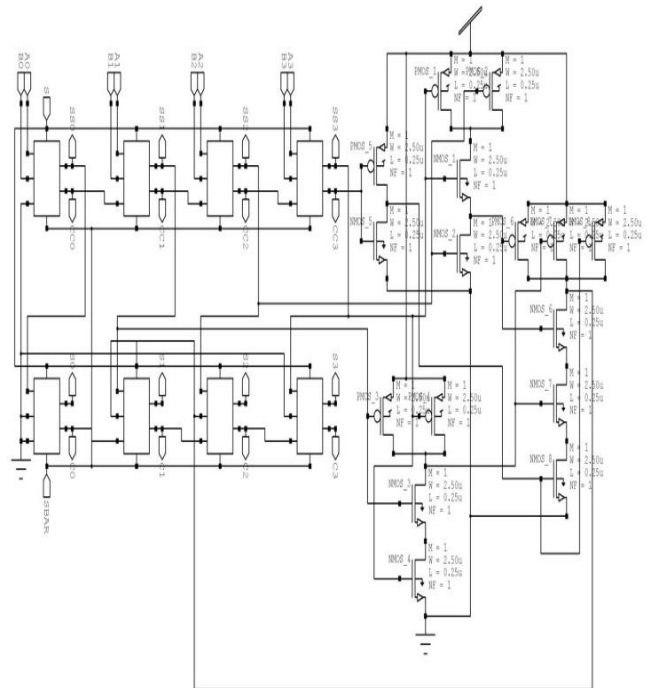 A0
B0
S
A1
B1
A2
B2
A3
B3
SS0
SS1
SS2
SS3
CC0
CC1
CC2
CC3
S0
S1
S2
S3
C0
C1
C2
C3
SBAR
PMOS_1
M = 1
W = 2.50u
L = 0.25u
NF = 1
M = 1
W = 2.50u
L = 0.25u
NF = 1
PMOS_5
M = 1
W = 2.50u
L = 0.25u
NF = 1
NMOS_1
M = 1
W = 2.50u
L = 0.25u
NF = 1
NMOS_5
M = 1
W = 2.50u
L = 0.25u
NF = 1
NMOS_2
M = 1
L = 0.25u
NF = 1
M = 1
L = 0.25u
NF = 1
NMOS_6
M = 1
W = 2.50u
L = 0.25u
NF = 1
NMOS_7
M = 1
W = 2.50u
L = 0.25u
NF = 1
NMOS_8
M = 1
W = 2.50u
L = 0.25u
NF = 1
PMOS_3
M = 1
M = 1
W = 2.50u
L = 0.25u
NF = 1
NMOS_3
M = 1
W = 2.50u
L = 0.25u
NF = 1
NMOS_4
M = 1
W = 2.50u
L = 0.25u
NF = 1